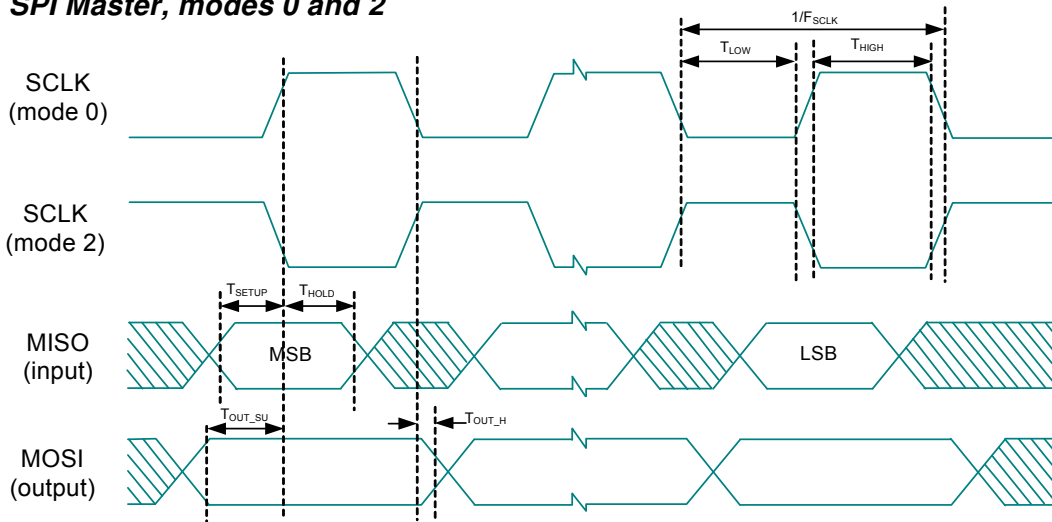 SPI Master, modes 0 and 2
1/FSCLK
TLOW
THIGH
SCLK
(mode 0)
SCLK
(mode 2)
TSETUP
THOLD
MISO
(input)
MSB
LSB
TOUT_SU
TOUT_H
MOSI
(output)